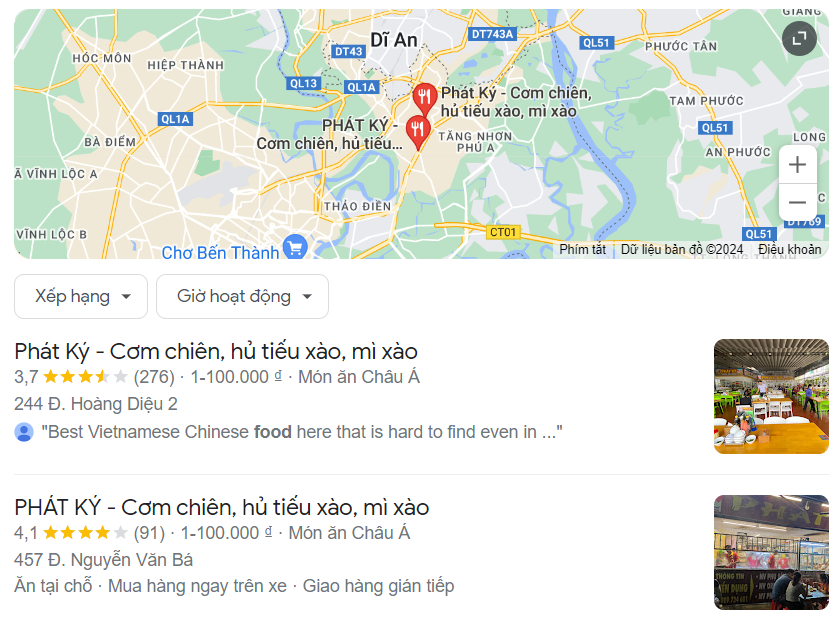 GIANG
Dĩ An
DT743A
QL51
PHƯỚC TÂN
HÓC MÔN
HIỆP THÀNH
DT43
QL13
QL1A
Phát Ký - Cơm chiên,
hủ tiếu xào, mì xào
TAM PHƯỚC
QL1A
PHÁT KÝ -
Cơm chiên, hủ tiếu...
TĂNG NHƠN
PHÚ A
QL51
LONG
BÀ ĐIỂM
AN PHƯỚC
Ã VĨNH LỘC A
THẢO ĐIỀN
VĨNH LỘC B
CT01
QL51
DT769
Chợ Bến Thành
Phím tắt
Dữ liệu bản đồ ©2024
Điều khoản
Xếp hạng
Giờ hoạt động
Phát Ký - Cơm chiên, hủ tiếu xào, mì xào
3,7 (276) · 1-100.000 ₫ · Món ăn Châu Á
244 Đ. Hoàng Diệu 2
"Best Vietnamese Chinese food here that is hard to find even in ..."
PHÁT KÝ - Cơm chiên, hủ tiếu xào, mì xào
4,1 (91) · 1-100.000 ₫ · Món ăn Châu Á
457 Đ. Nguyễn Văn Bá
Ăn tại chỗ · Mua hàng ngay trên xe · Giao hàng gián tiếp